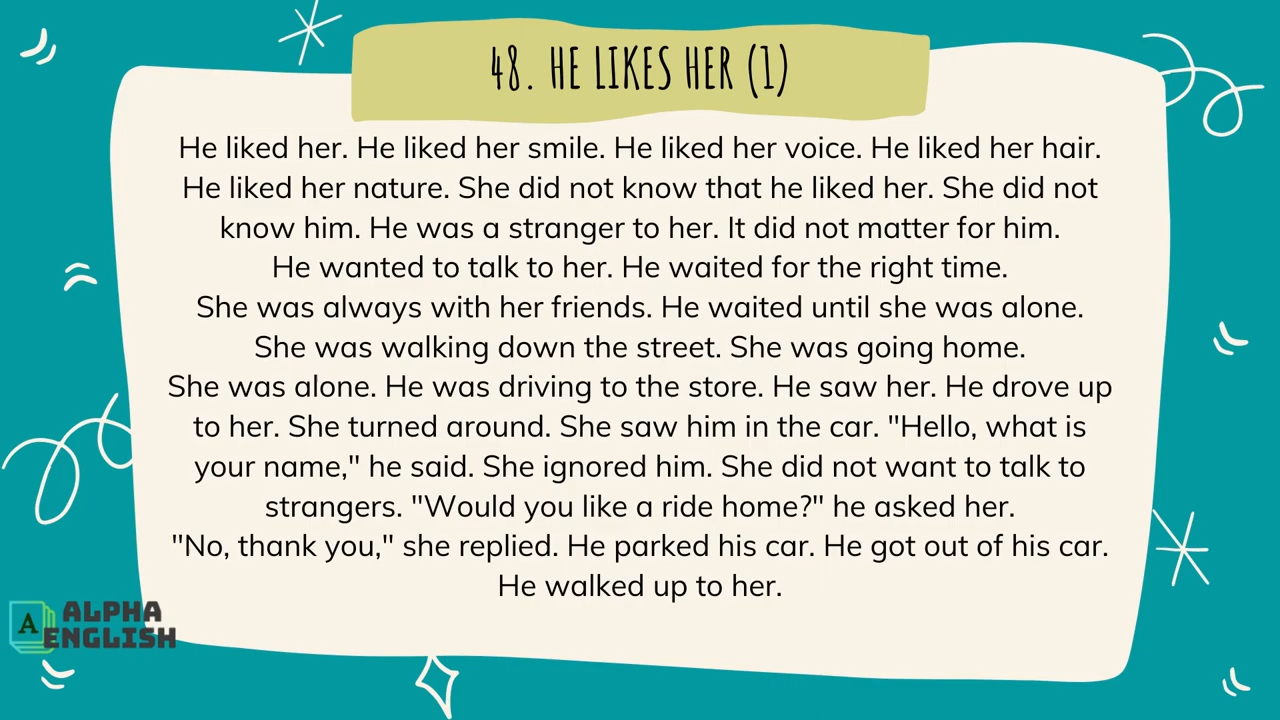 48. HE LIKES HER (1)
He liked her. He liked her smile. He liked her voice. He liked her hair.
He liked her nature. She did not know that he liked her. She did not
know him. He was a stranger to her. It did not matter for him.
He wanted to talk to her. He waited for the right time.
She was always with her friends. He waited until she was alone.
She was walking down the street. She was going home.
She was alone. He was driving to the store. He saw her. He drove up
to her. She turned around. She saw him in the car. "Hello, what is
your name," he said. She ignored him. She did not want to talk to
strangers. "Would you like a ride home?" he asked her.
"No, thank you," she replied. He parked his car. He got out of his car.
He walked up to her.
A
ALPHA
ENGLISH